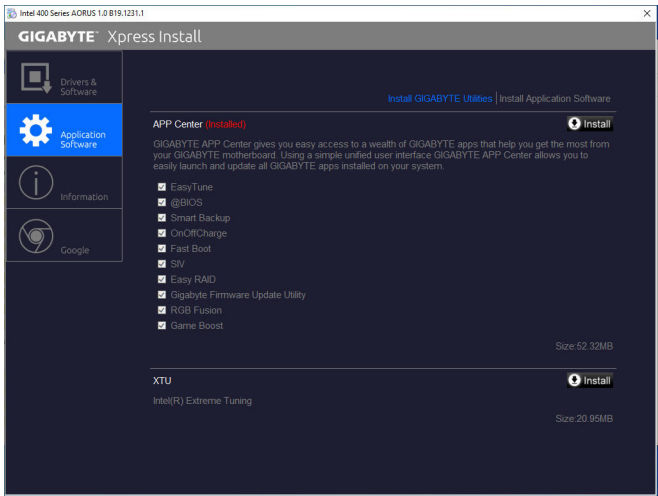 Intel 400 Series AORUS 1.0 B19.1231.1
GIGABYTE™ Xpress Install
Drivers &
Software
Application
Software
Information
Google
Install GIGABYTE Utilities | Install Application Software
APP Center (Installed)
Install
GIGABYTE APP Center gives you easy access to a wealth of GIGABYTE apps that help you get the most from
your GIGABYTE motherboard. Using a simple unified user interface GIGABYTE APP Center allows you to
easily launch and update all GIGABYTE apps installed on your system.
EasyTune
@BIOS
Smart Backup
OnOffCharge
Fast Boot
SIV
Easy RAID
Gigabyte Firmware Update Utility
RGB Fusion
Game Boost
Size:52.32MB
XTU
Install
Intel(R) Extreme Tuning
Size:20.95MB